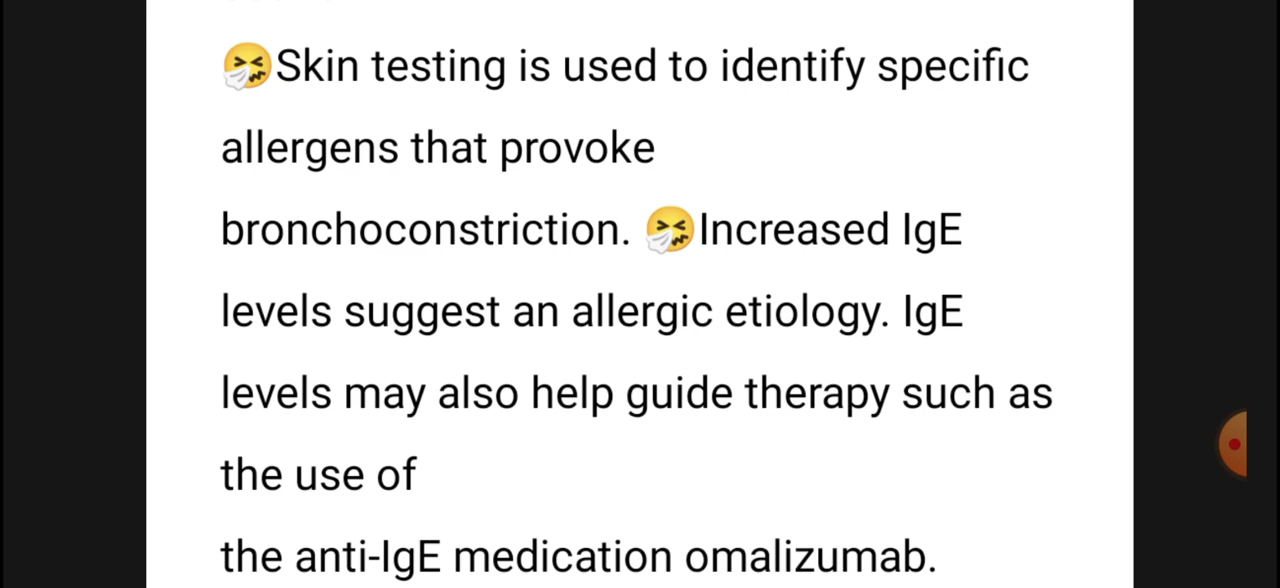 🤧Skin testing is used to identify specific
allergens that provoke
bronchoconstriction. 🤧Increased IgE
levels suggest an allergic etiology. IgE
levels may also help guide therapy such as
the use of
the anti-IgE medication omalizumab.